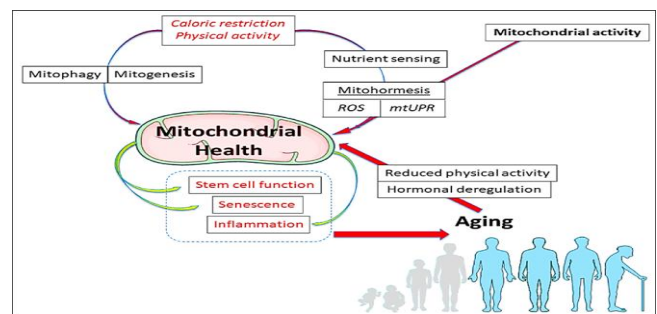 Caloric restriction
Physical activity
Mitochondrial activity
Nutrient sensing
Mitophagy Mitogenesis
Mitohormesis
ROS mtUPR
Mitochondrial
Health
Reduced physical activity
Hormonal deregulation
Stem cell function
Senescence
Inflammation
Aging